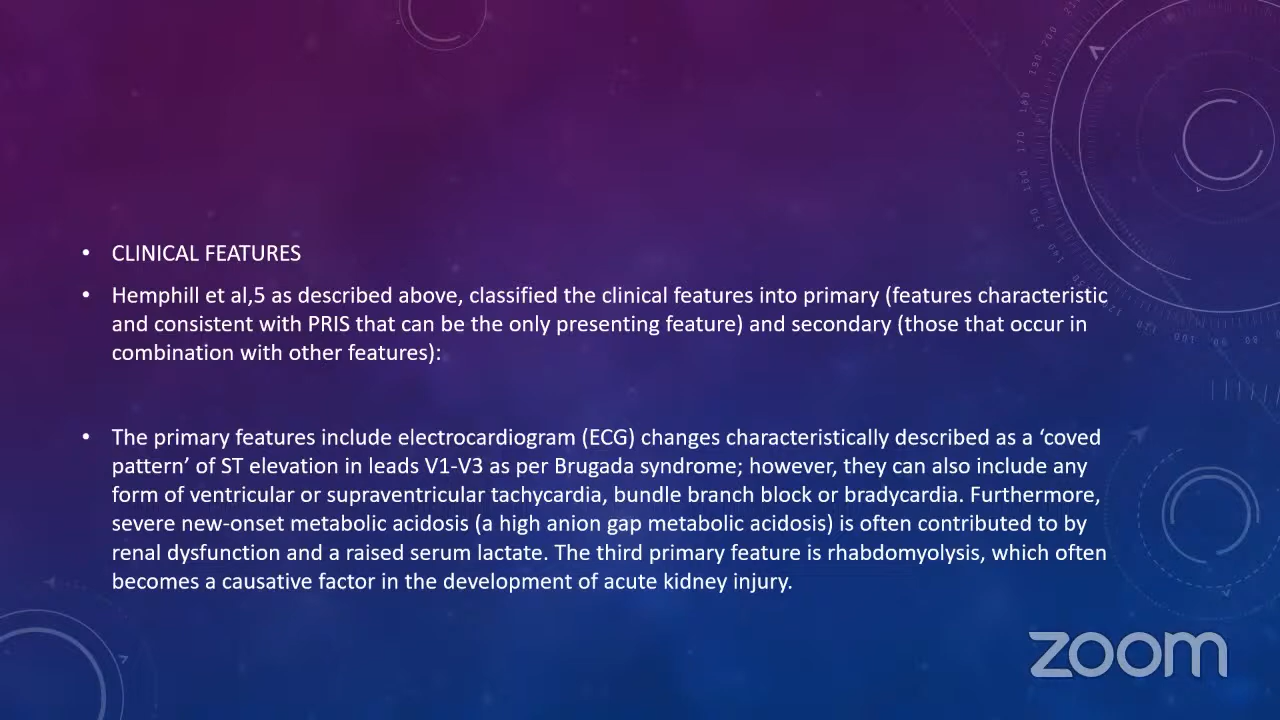 • CLINICAL FEATURES
• Hemphill et al,5 as described above, classified the clinical features into primary (features characteristic
and consistent with PRIS that can be the only presenting feature) and secondary (those that occur in
combination with other features):
• The primary features include electrocardiogram (ECG) changes characteristically described as a ‘coved
pattern’ of ST elevation in leads V1-V3 as per Brugada syndrome; however, they can also include any
form of ventricular or supraventricular tachycardia, bundle branch block or bradycardia. Furthermore,
severe new-onset metabolic acidosis (a high anion gap metabolic acidosis) is often contributed to by
renal dysfunction and a raised serum lactate. The third primary feature is rhabdomyolysis, which often
becomes a causative factor in the development of acute kidney injury.
zoom